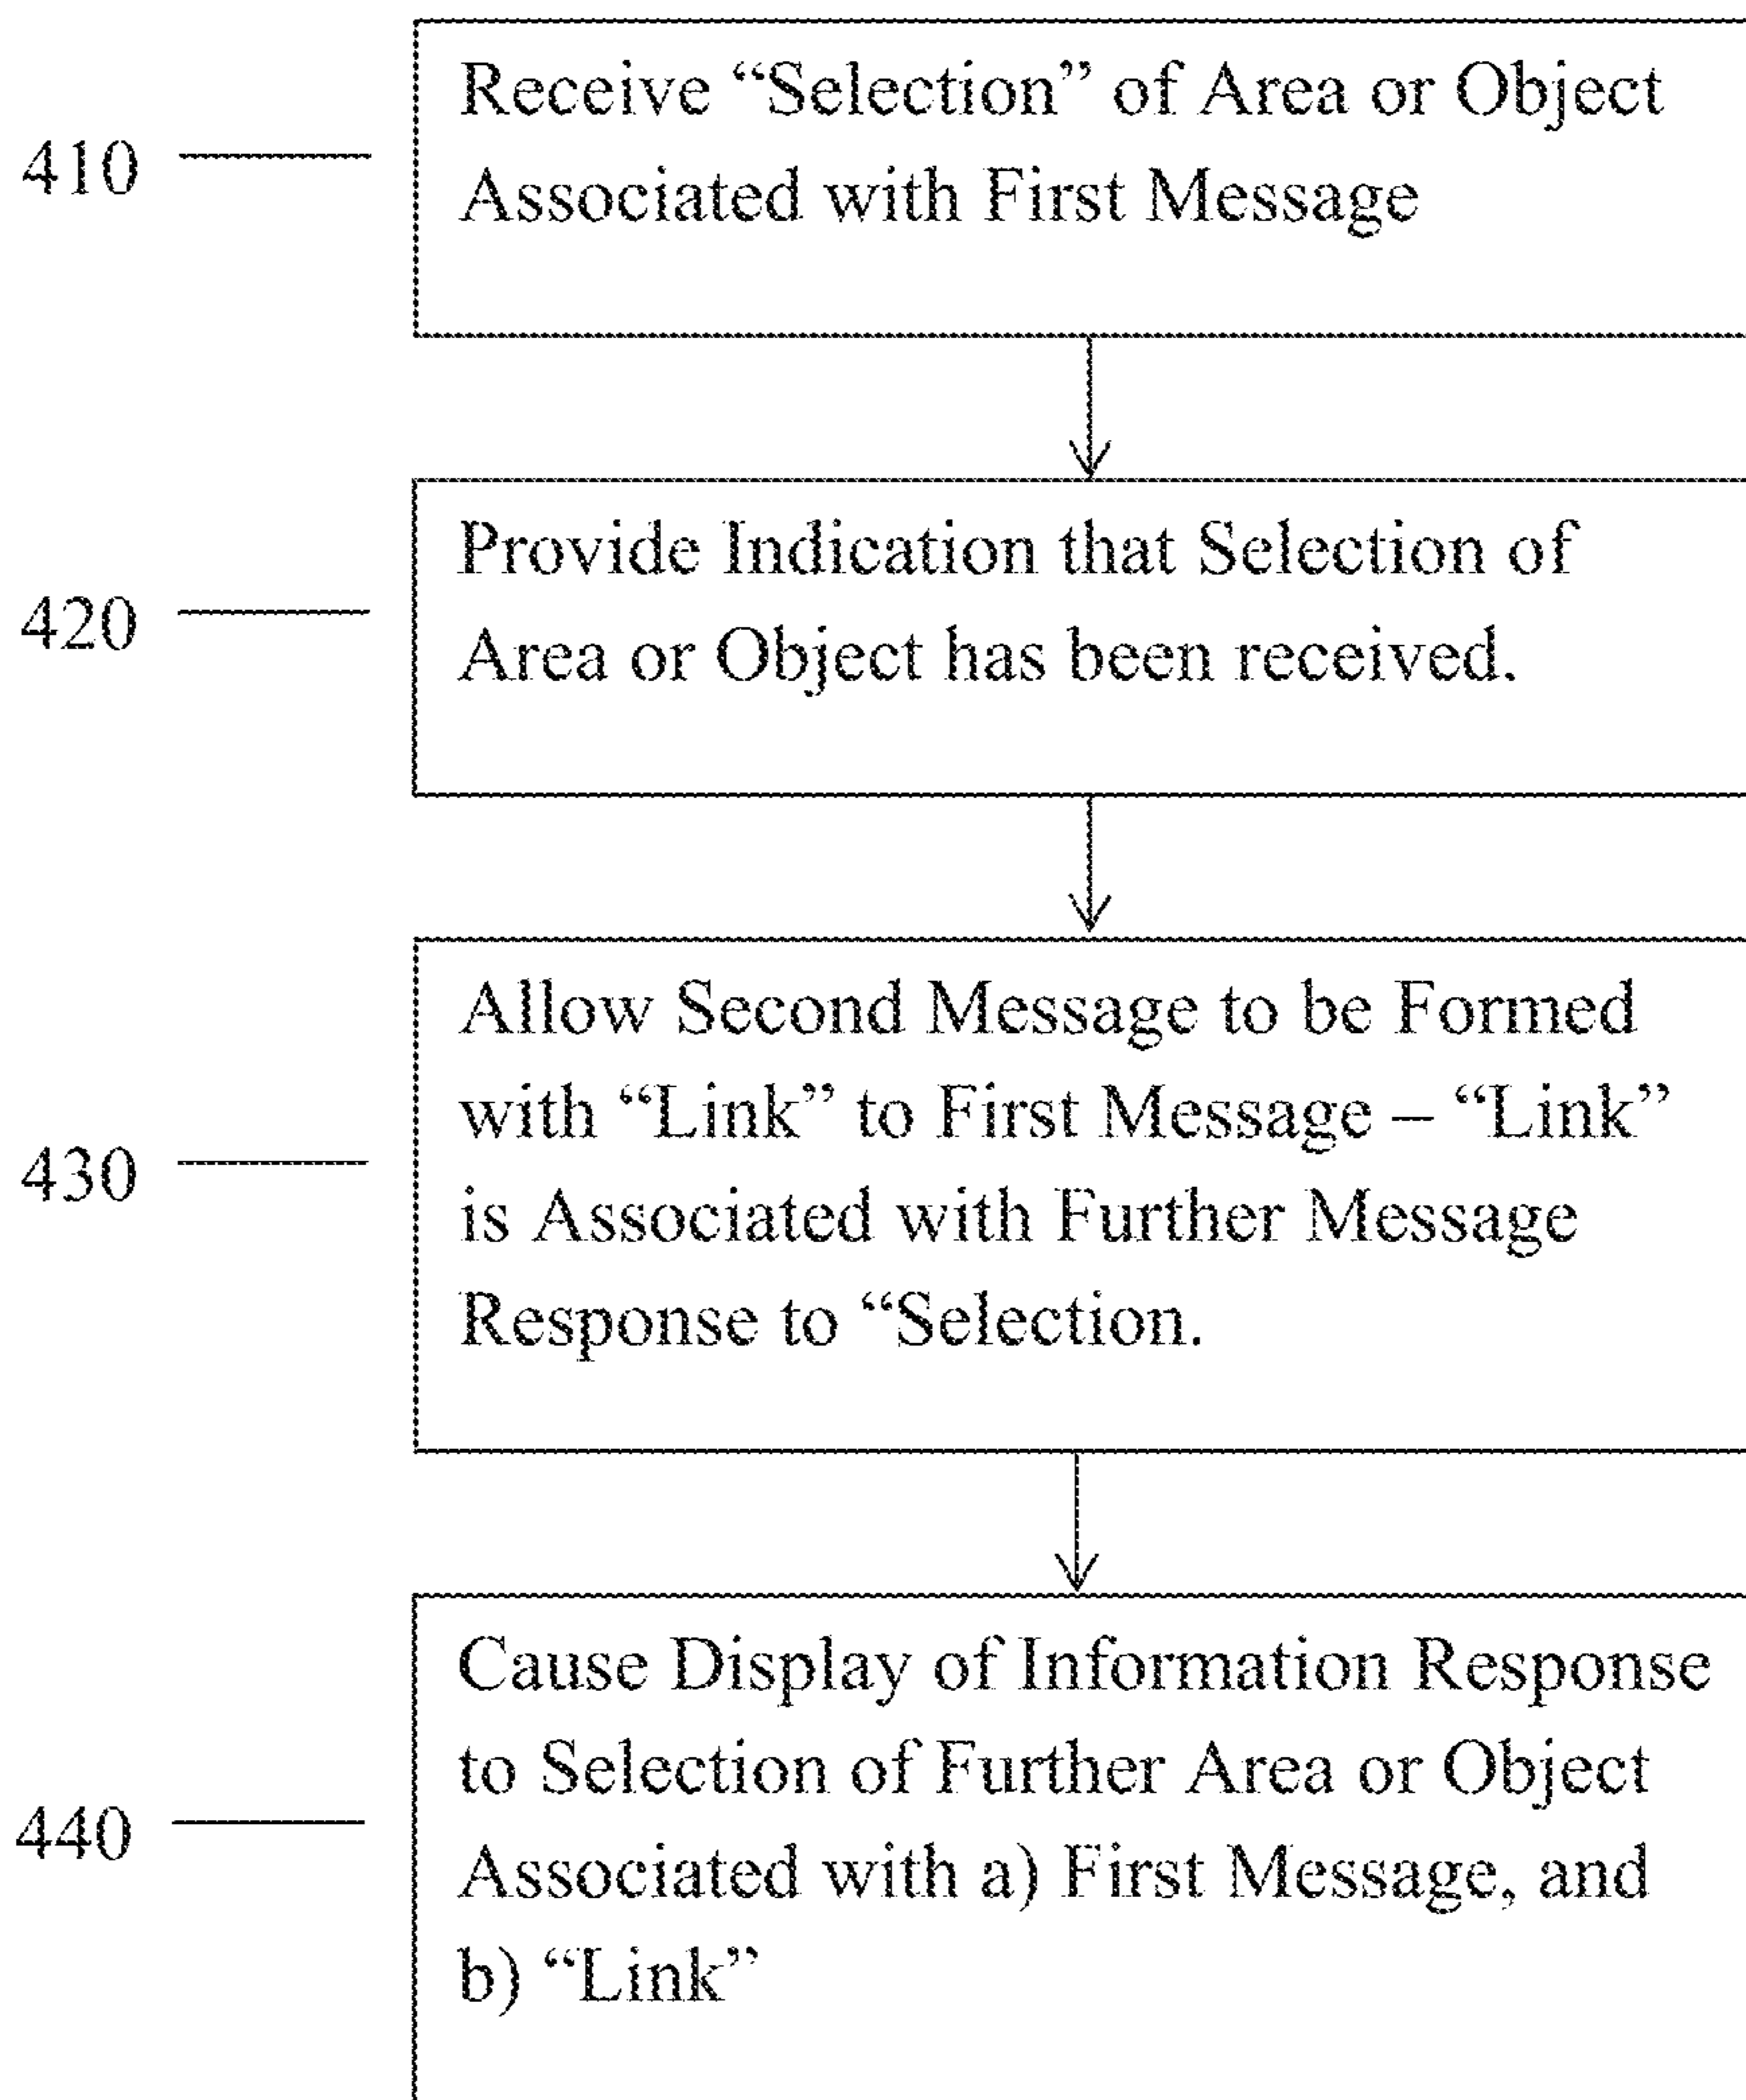 410
Receive “Selection” of Area or Object
Associated with First Message
420
Provide Indication that Selection of
Area or Object has been received.
430
Allow Second Message to be Formed
with “Link” to First Message – “Link”
is Associated with Further Message
Response to “Selection.
440
Cause Display of Information Response
to Selection of Further Area or Object
Associated with a) First Message, and
b) “Link”